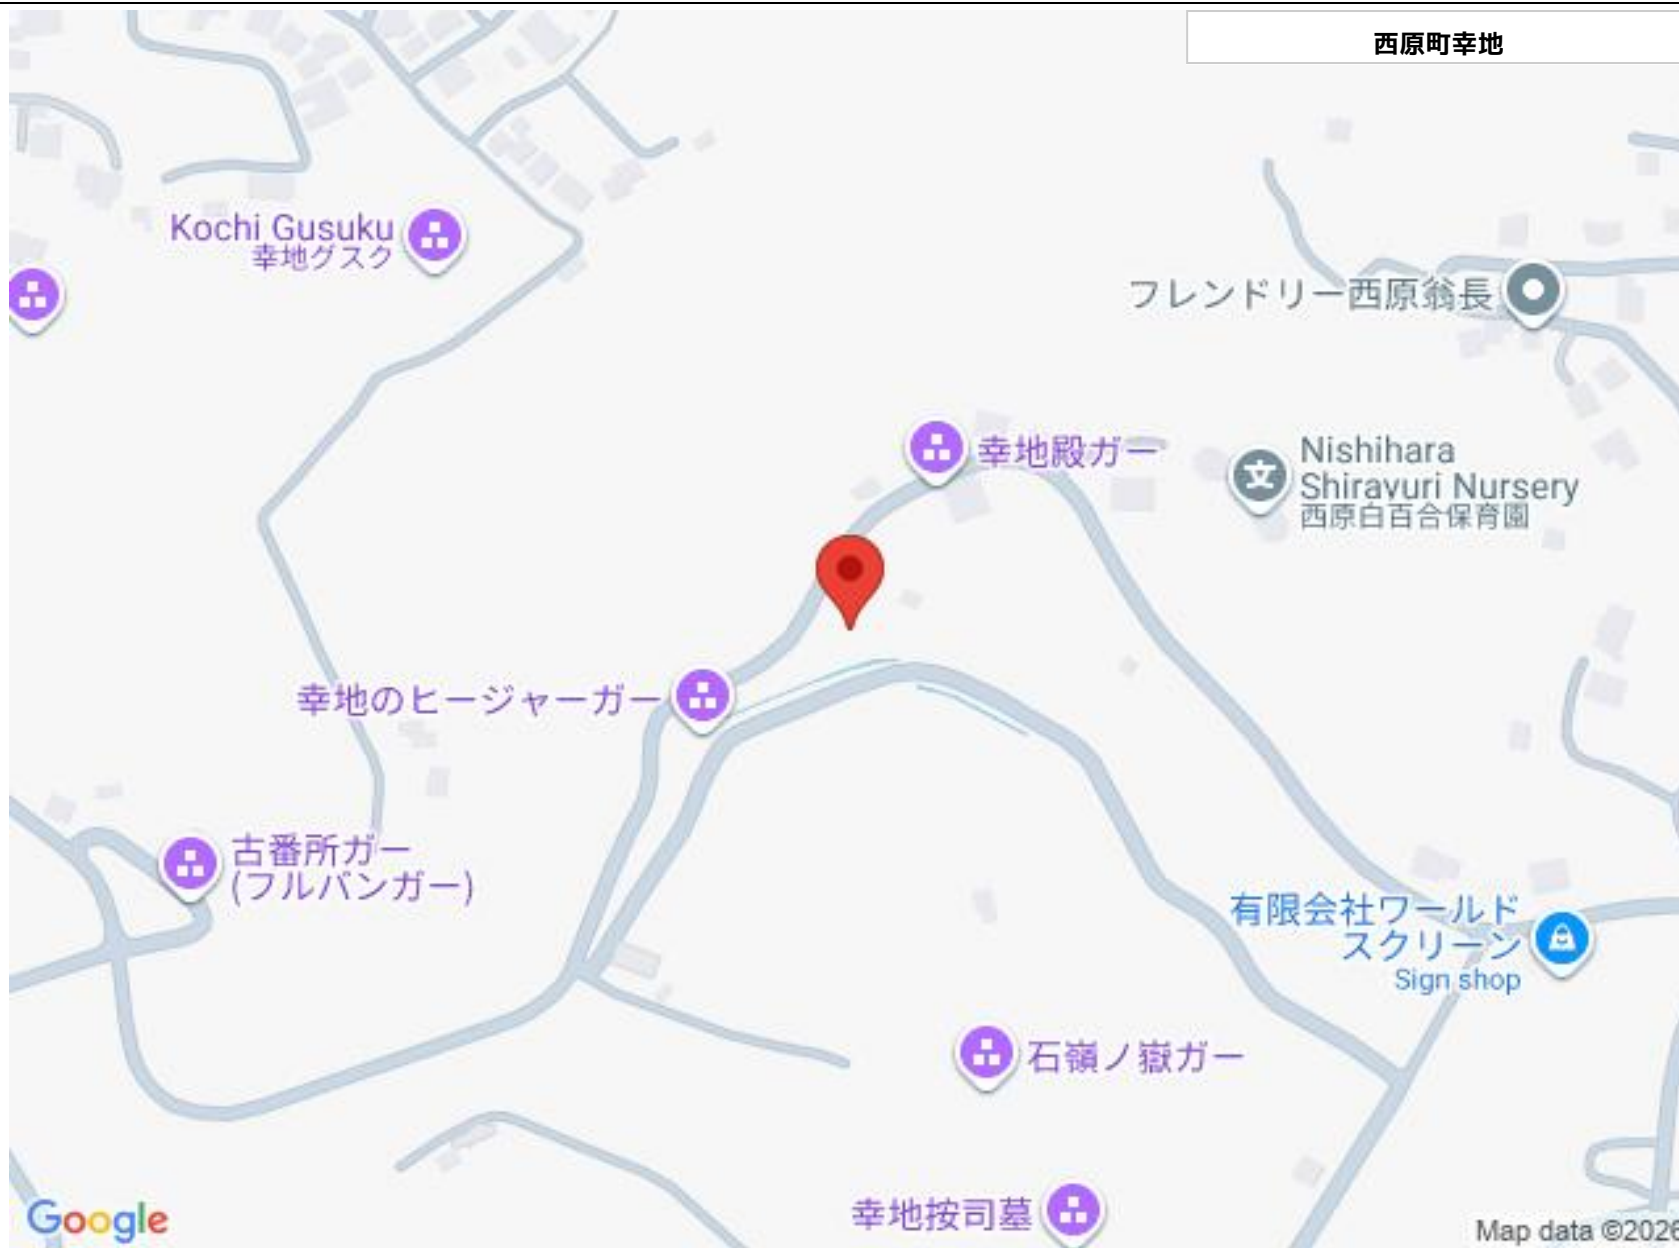 西原町幸地
Kochi Gusuku
幸地グスク
フレンドリー西原翁長
幸地殿ガー
Nishihara
Shirayuri Nursery
西原白百合保育園
幸地のヒージャーガー
古番所ガー
(フルバンガー)
有限会社ワールド
スクリーン
Sign shop
石嶺ノ嶽ガー
幸地按司墓
Google
Map data ©2026